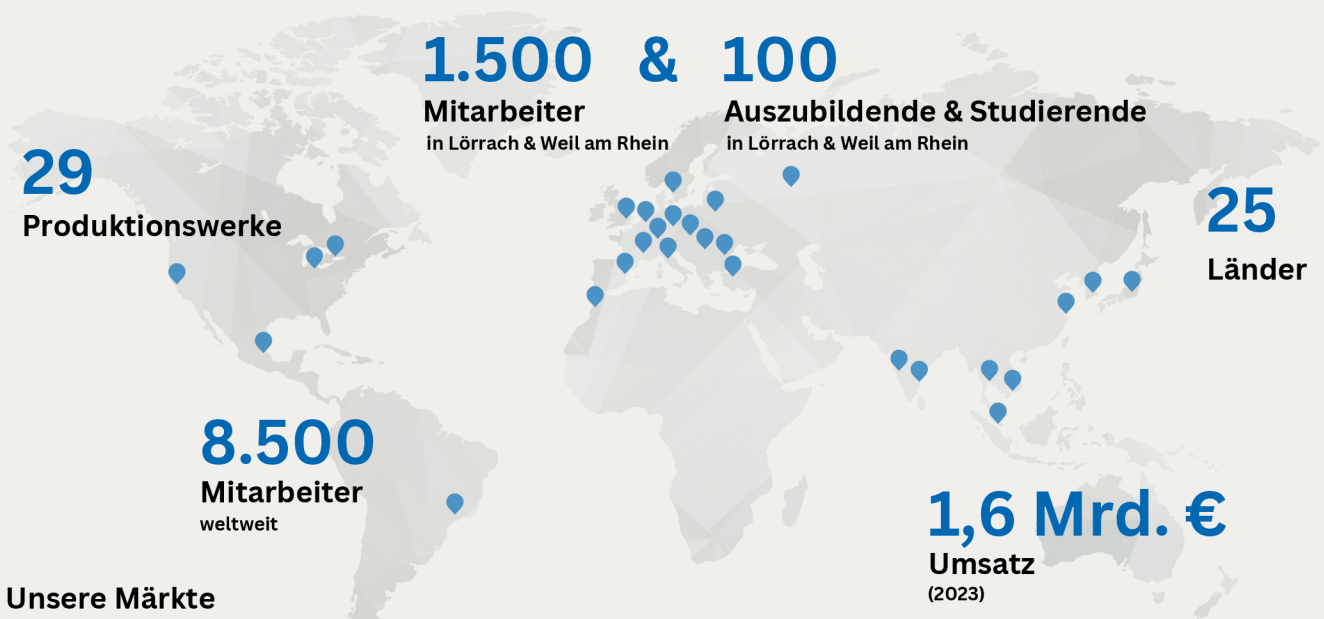 1.500 & 100
Mitarbeiter
Auszubildende & Studierende
in Lörrach & Weil am Rhein
in Lörrach & Weil am Rhein
29
Produktionswerke
25
Länder
8.500
Mitarbeiter
weltweit
1,6 Mrd. €
Umsatz
(2023)
Unsere Märkte